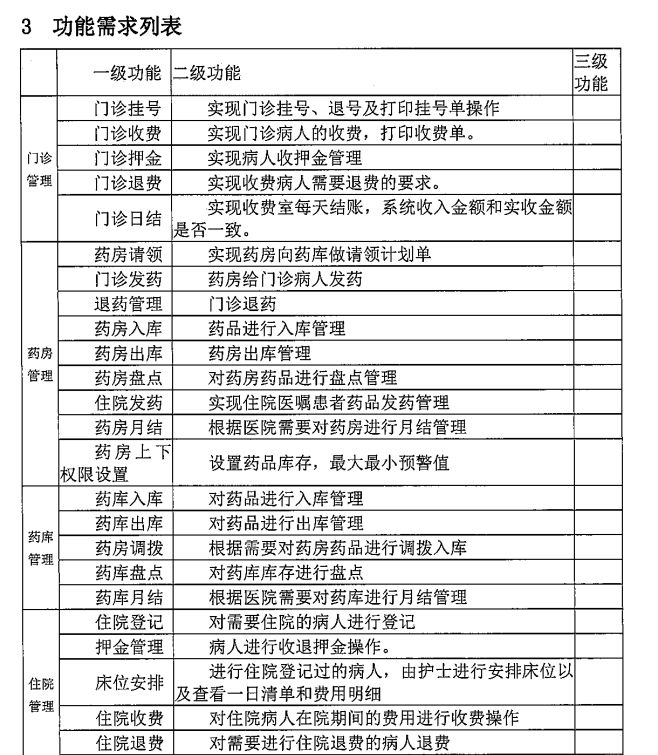 3 功能需求列表
一级功能 二级功能 三级功能
门诊管理
门诊挂号 实现门诊挂号、退号及打印挂号单操作
门诊收费 实现门诊病人的收费，打印收费单。
门诊押金 实现病人收押金管理
门诊退费 实现收费病人需要退费的要求。
门诊日结 实现收费室每天结账，系统收入金额和实收金额
是否一致。
药房管理
药房请领 实现药房向药库做请领计划单
门诊发药 药房给门诊病人发药
退药管理 门诊退药
药房入库 药品进行入库管理
药房出库 药房出库管理
药房盘点 对药房药品进行盘点管理
住院发药 实现住院医嘱患者药品发药管理
药房月结 根据医院需要对药房进行月结管理
药房上下
权限设置 设置药品库存，最大最小预警值
药库管理
药库入库 对药品进行入库管理
药库出库 对药品进行出库管理
药房调拨 根据需要对药房药品进行调拨入库
药库盘点 对药库库存进行盘点
药库月结 根据医院需要对药库进行月结管理
住院管理
住院登记 对需要住院的病人进行登记
押金管理 病人进行收退押金操作。
床位安排 进行住院登记过的病人，由护士进行安排床位以
及查看一日清单和费用明细
住院收费 对住院病人在院期间的费用进行收费操作
住院退费 对需要进行住院退费的病人退费